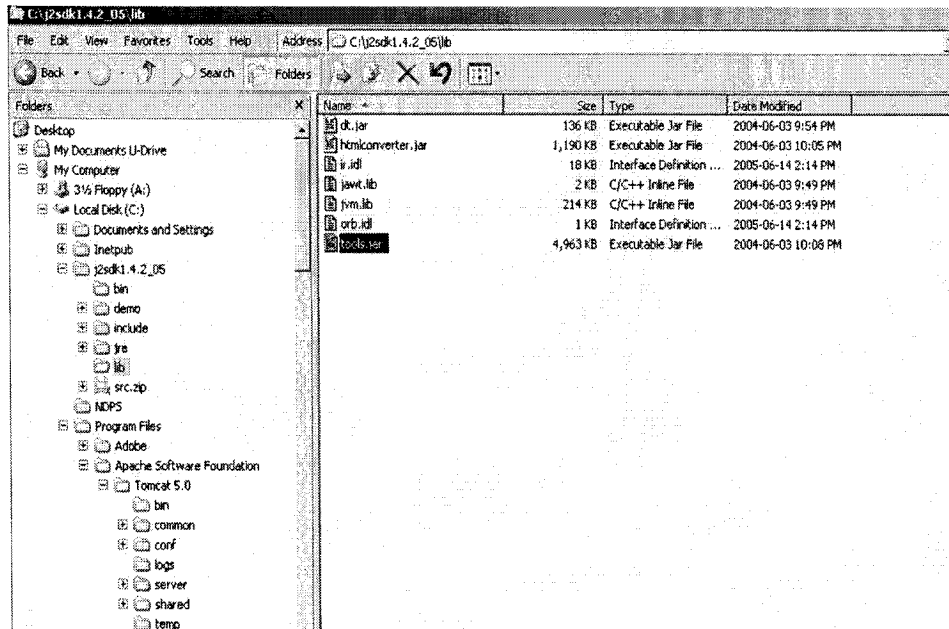 C:\j2sdk1.4.2_05\lib
File Edit View Favorites Tools Help Address C:\j2sdk1.4.2_05\lib
Back Search Folders
Folders x
Desktop
My Documents U-Drive
My Computer
3½ Floppy (A:)
Local Disk (C:)
Documents and Settings
Inetpub
j2sdk1.4.2_05
bin
demo
include
jre
lib
src.zip
NDPS
Program Files
Adobe
Apache Software Foundation
Tomcat 5.0
bin
common
conf
logs
server
shared
temp
Name Size Type Date Modified
dt.jar 136 KB Executable Jar File 2004-06-03 9:54 PM
htmlconverter.jar 1,190 KB Executable Jar File 2004-06-03 10:05 PM
ir.idl 18 KB Interface Definition ... 2005-06-14 2:14 PM
jawt.lib 2 KB C/C++ Inline File 2004-06-03 9:49 PM
jvm.lib 214 KB C/C++ Inline File 2004-06-03 9:49 PM
orb.idl 1 KB Interface Definition ... 2005-06-14 2:14 PM
tools.jar 4,963 KB Executable Jar File 2004-06-03 10:08 PM